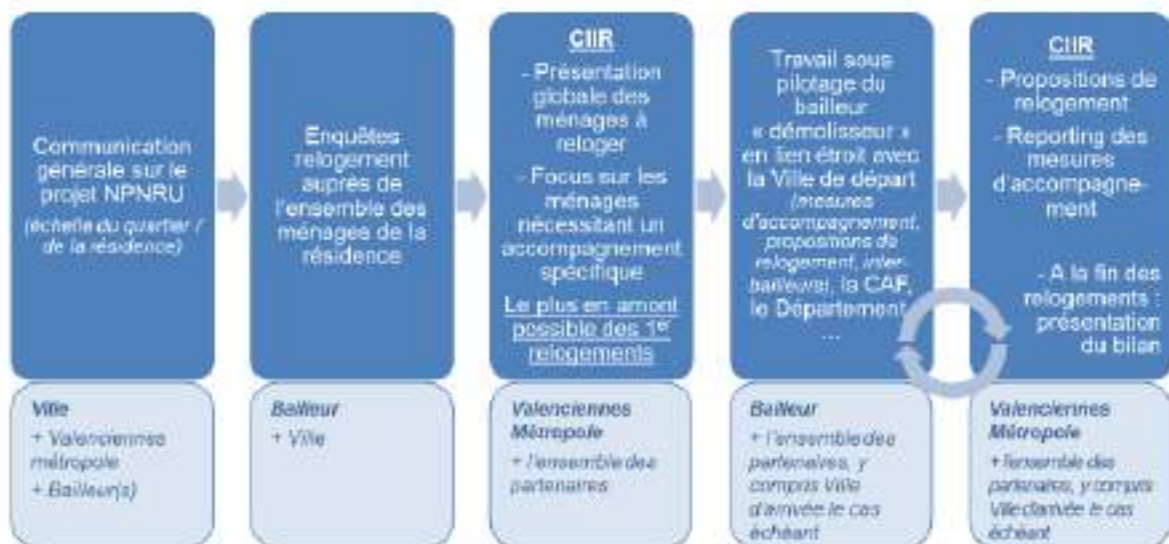 Communication
générale sur le
projet NPNRU
(échelle du quartier /
de la résidence)
Ville
+ Valenciennes
métropole
+ Bailleur(s)
Enquêtes
relogement
auprès de
l'ensemble des
ménages de la
résidence
Bailleur
+ Ville
CIIR
- Présentation
globale des
ménages à
reloger
- Focus sur les
ménages
nécessitant un
accompagnement
spécifique
Le plus en amont
possible des 1er
relogements
Valenciennes
Métropole
+ l'ensemble des
partenaires
Travail sous
pilotage du
bailleur
« démolisseur »
en lien étroit avec
la Ville de départ
(mesures
d'accompagnement,
propositions de
relogement, inter-
bailleurs), la CAF,
le Département
...
Bailleur
+ l'ensemble des
partenaires, y
compris Ville
d'arrivée le cas
échéant
CIIR
- Propositions de
relogement
- Reporting des
mesures
d'accompagne-
ment
- A la fin des
relogements :
présentation
du bilan
Valenciennes
Métropole
+ l'ensemble des
partenaires, y compris
Ville d'arrivée le cas
échéant